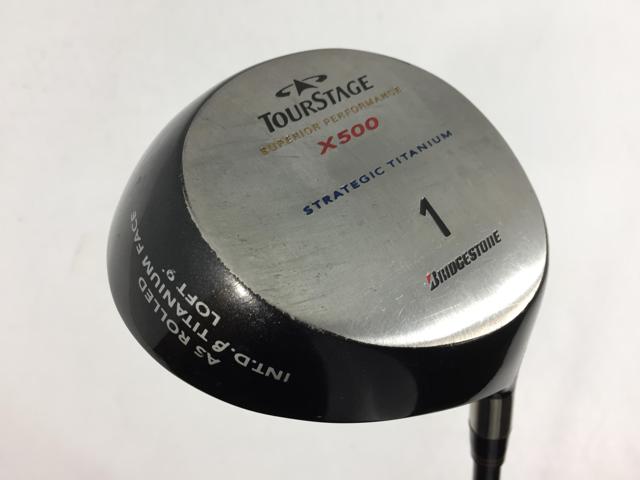 TOURSTAGE
SUPERIOR PERFORMANCE
X500
STRATEGIC TITANIUM
1
BRIDGESTONE
AS ROLLED
INT.D.β TITANIUM FACE
LOFT 9°